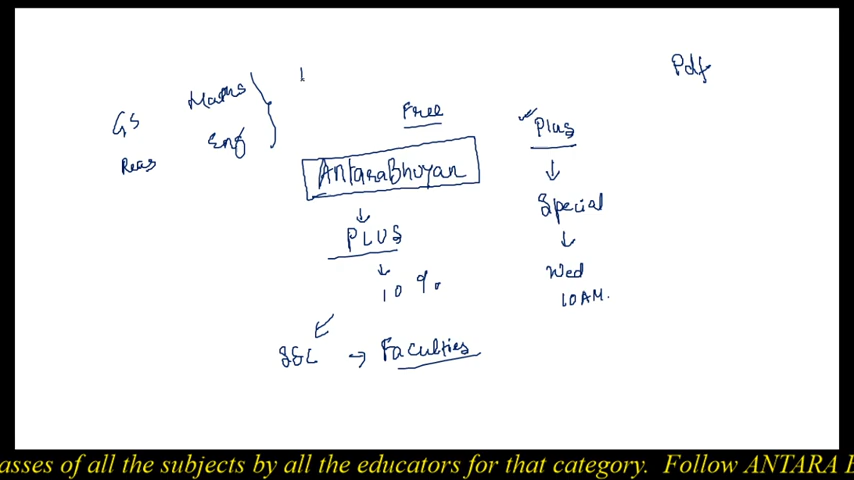 Pdf
Maths
GS
Free
Plus
Eng
Reas
AntaraBhuyan
Special
PLUS
Wed
10 %
10AM.
SSC → Faculties
asses of all the subjects by all the educators for that category. Follow ANTARA B